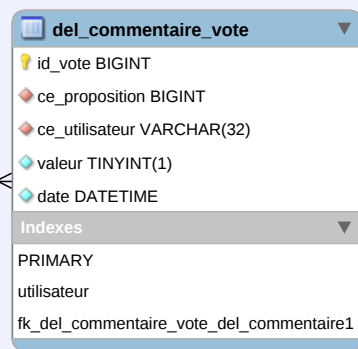 del_commentaire_vote
id_vote BIGINT
ce_proposition BIGINT
ce_utilisateur VARCHAR(32)
valeur TINYINT(1)
date DATETIME
Indexes
PRIMARY
utilisateur
fk_del_commentaire_vote_del_commentaire1